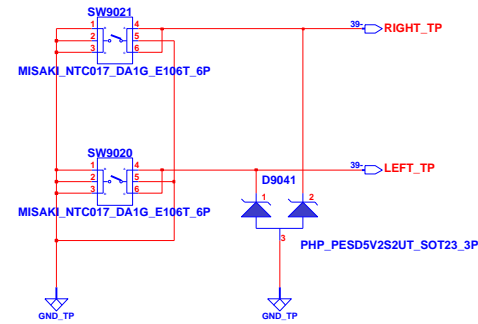 SW9021
1 4
2 5
3 6
MISAKI_NTC017_DA1G_E106T_6P
39- RIGHT_TP
SW9020
1 4
2 5
3 6
MISAKI_NTC017_DA1G_E106T_6P
39- LEFT_TP
D9041
1 2
3
PHP_PESD5V2S2UT_SOT23_3P
GND_TP GND_TP